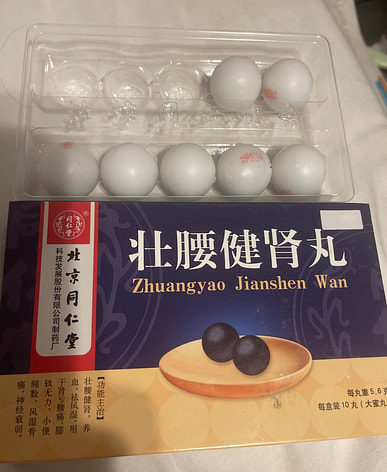 同仁堂
®
北京同仁堂
科技发展股份有限公司制药厂
壮腰健肾丸
Zhuangyao Jianshen Wan
【功能主治】
壮腰健肾，养
血，祛风湿。用
于肾亏腰痛，膝
软无力，小便
频数，风湿骨
痛，神经衰弱。
每丸重5.6
每盒装10丸（大蜜丸